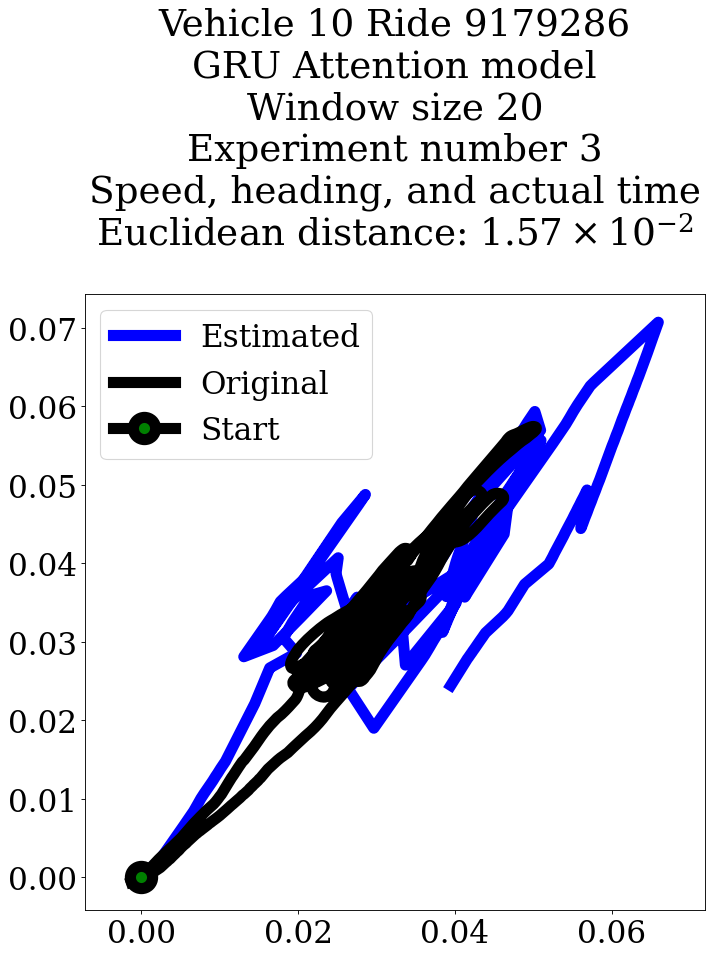 Vehicle 10 Ride 9179286
GRU Attention model
Window size 20
Experiment number 3
Speed, heading, and actual time
Euclidean distance: 1.57 × 10⁻²
Estimated
Original
Start
0.07
0.06
0.05
0.04
0.03
0.02
0.01
0.00
0.00 0.02 0.04 0.06